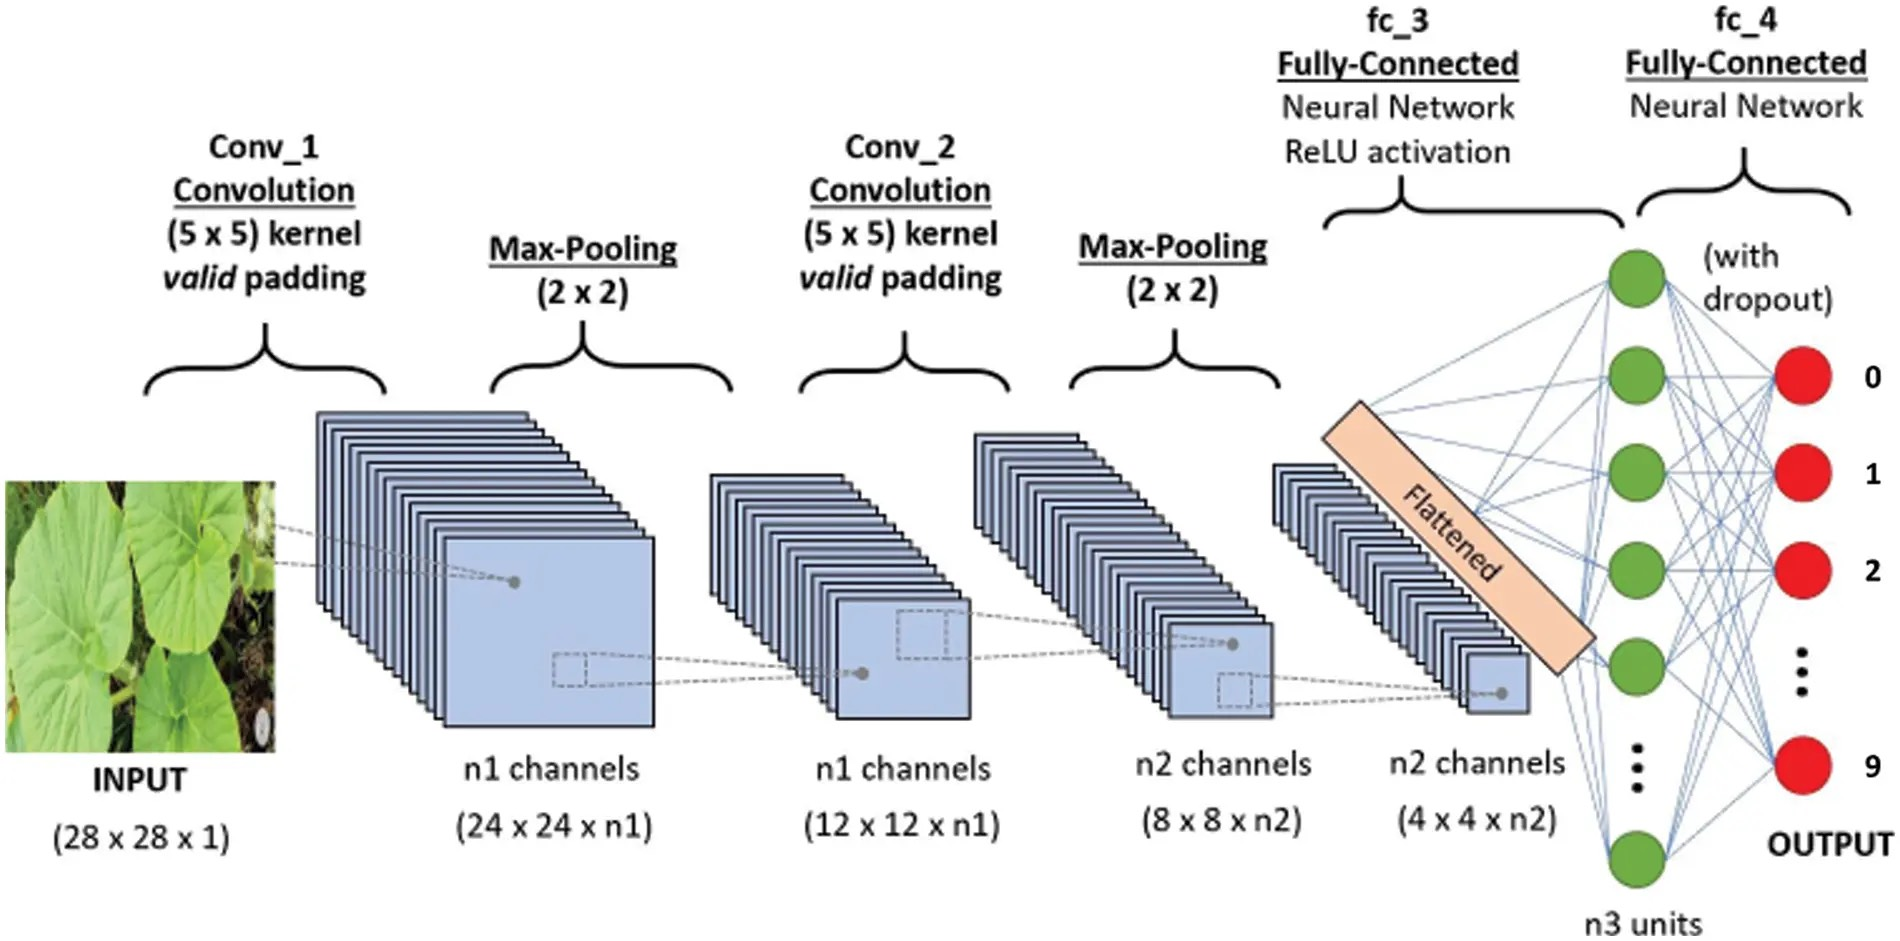 Conv_1
Convolution
(5 x 5) kernel
valid padding
Max-Pooling
(2 x 2)
Conv_2
Convolution
(5 x 5) kernel
valid padding
Max-Pooling
(2 x 2)
fc_3
Fully-Connected
Neural Network
ReLU activation
fc_4
Fully-Connected
Neural Network
(with
dropout)
Flattened
0
1
2
9
INPUT
(28 x 28 x 1)
n1 channels
(24 x 24 x n1)
n1 channels
(12 x 12 x n1)
n2 channels
(8 x 8 x n2)
n2 channels
(4 x 4 x n2)
n3 units
OUTPUT